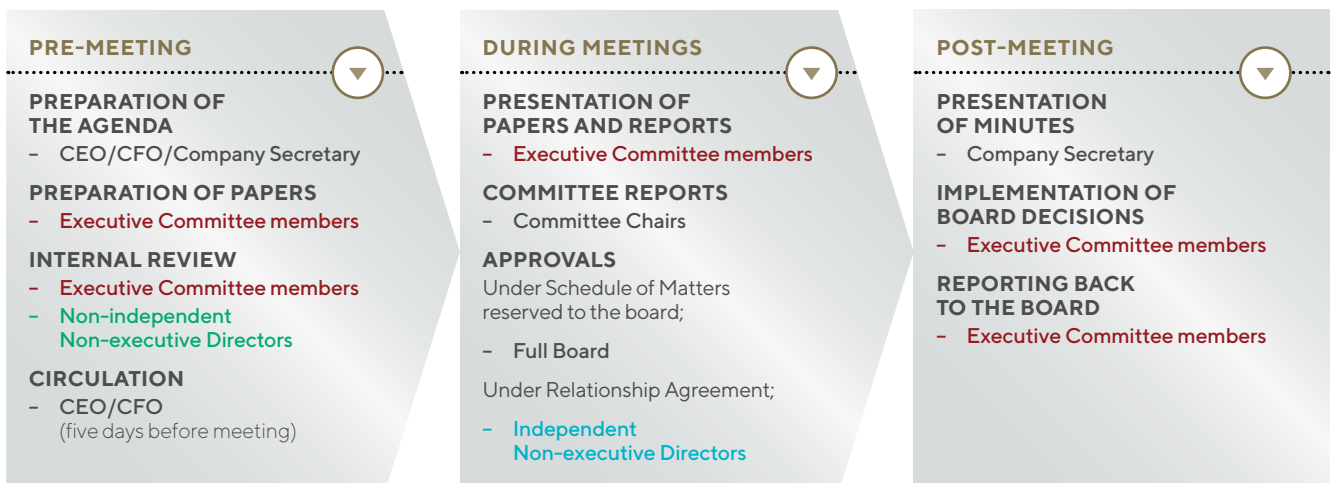 PRE-MEETING
PREPARATION OF
THE AGENDA
– CEO/CFO/Company Secretary
PREPARATION OF PAPERS
– Executive Committee members
INTERNAL REVIEW
– Executive Committee members
– Non-independent
Non-executive Directors
CIRCULATION
– CEO/CFO
(five days before meeting)
DURING MEETINGS
PRESENTATION OF
PAPERS AND REPORTS
– Executive Committee members
COMMITTEE REPORTS
– Committee Chairs
APPROVALS
Under Schedule of Matters
reserved to the board;
– Full Board
Under Relationship Agreement;
– Independent
Non-executive Directors
POST-MEETING
PRESENTATION
OF MINUTES
– Company Secretary
IMPLEMENTATION OF
BOARD DECISIONS
– Executive Committee members
REPORTING BACK
TO THE BOARD
– Executive Committee members